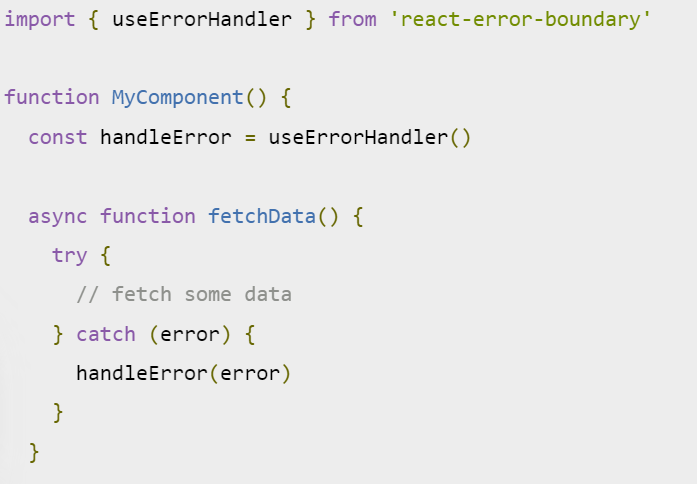 import { useErrorHandler } from 'react-error-boundary'
function MyComponent() {
const handleError = useErrorHandler()
async function fetchData() {
try {
// fetch some data
} catch (error) {
handleError(error)
}
}